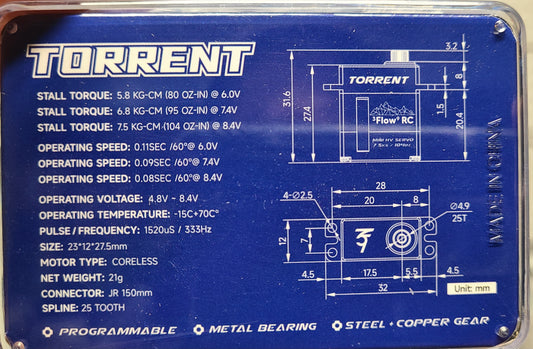 TORRENT
STALL TORQUE: 5.8 KG-CM (80 OZ-IN) @ 6.0V
STALL TORQUE: 6.8 KG-CM (95 OZ-IN) @ 7.4V
STALL TORQUE: 7.5 KG-CM (104 OZ-IN) @ 8.4V
OPERATING SPEED: 0.11SEC /60° @ 6.0V
OPERATING SPEED: 0.09SEC /60° @ 7.4V
OPERATING SPEED: 0.08SEC /60° @ 8.4V
OPERATING VOLTAGE: 4.8V - 8.4V
OPERATING TEMPERATURE: -15C+70C°
PULSE / FREQUENCY: 1520uS / 333Hz
SIZE: 23*12*27.5mm
MOTOR TYPE: CORELESS
NET WEIGHT: 21g
CONNECTOR: JR 150mm
SPLINE: 25 TOOTH
3.2
TORRENT
8
31.6
27.4
1.5
20.4
Flow RC
MINI HV SERVO
MADE IN CHINA
28
4-Ø2.5
20
8
Ø4.9
25T
12
7
4.5
17.5
5.5
4.5
32
Unit: mm
PROGRAMMABLE METAL BEARING STEEL + COPPER GEAR